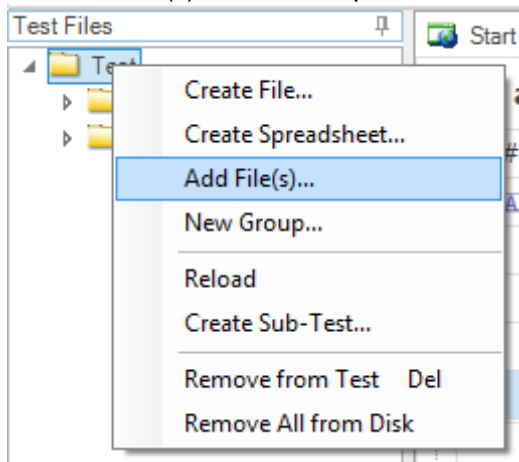 Test Files
Start
Test
Create File...
Create Spreadsheet...
#
Add File(s)...
A
New Group...
Reload
Create Sub-Test...
Remove from Test Del
Remove All from Disk